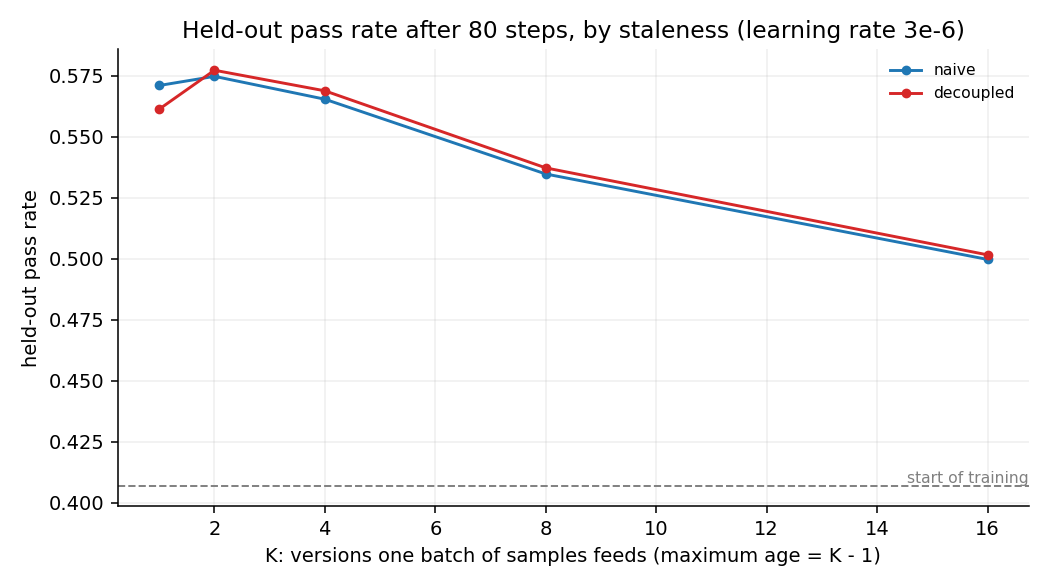 Held-out pass rate after 80 steps, by staleness (learning rate 3e-6)
naive
decoupled
0.575
0.550
0.525
0.500
0.475
0.450
0.425
0.400
held-out pass rate
start of training
2 4 6 8 10 12 14 16
K: versions one batch of samples feeds (maximum age = K - 1)